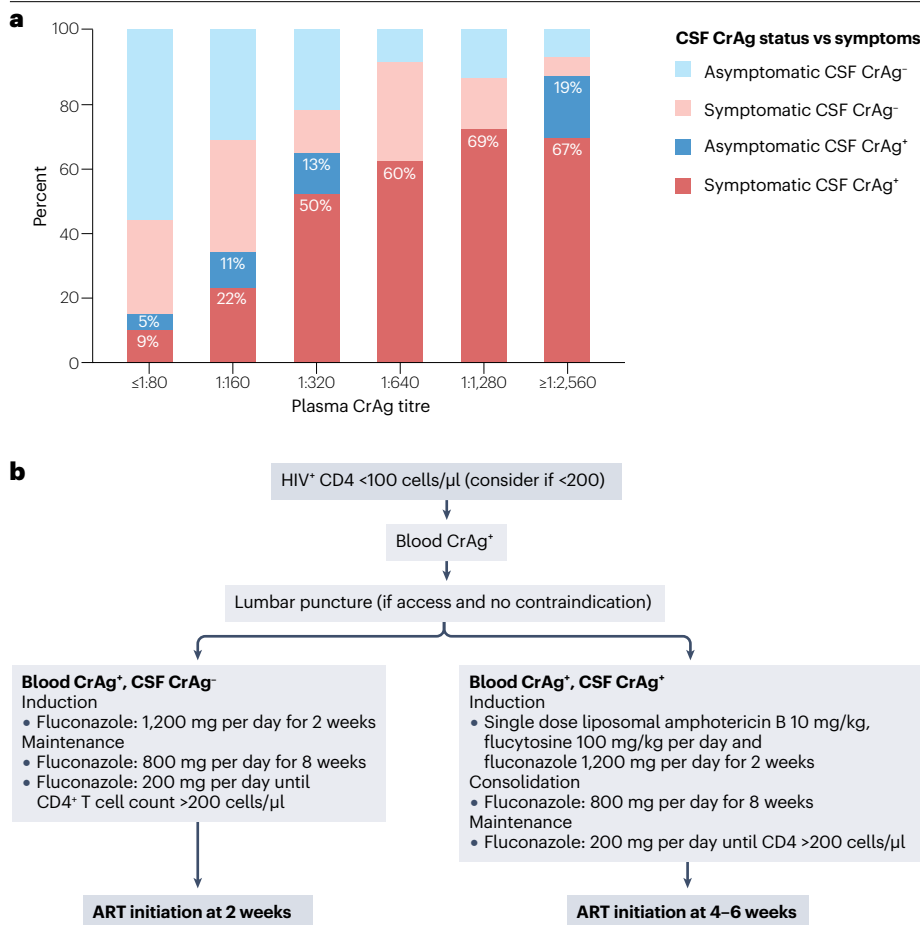 a
100
80
60
40
20
0
Percent
5%
9%
11%
22%
13%
50%
60%
69%
19%
67%
≤1:80
1:160
1:320
1:640
1:1,280
≥1:2,560
Plasma CrAg titre
CSF CrAg status vs symptoms
Asymptomatic CSF CrAg⁻
Symptomatic CSF CrAg⁻
Asymptomatic CSF CrAg⁺
Symptomatic CSF CrAg⁺
b
HIV⁺ CD4 <100 cells/µl (consider if <200)
Blood CrAg⁺
Lumbar puncture (if access and no contraindication)
Blood CrAg⁺, CSF CrAg⁻
Induction
• Fluconazole: 1,200 mg per day for 2 weeks
Maintenance
• Fluconazole: 800 mg per day for 8 weeks
• Fluconazole: 200 mg per day until
CD4⁺ T cell count >200 cells/µl
ART initiation at 2 weeks
Blood CrAg⁺, CSF CrAg⁺
Induction
• Single dose liposomal amphotericin B 10 mg/kg,
flucytosine 100 mg/kg per day and
fluconazole 1,200 mg per day for 2 weeks
Consolidation
• Fluconazole: 800 mg per day for 8 weeks
Maintenance
• Fluconazole: 200 mg per day until CD4 >200 cells/µl
ART initiation at 4–6 weeks